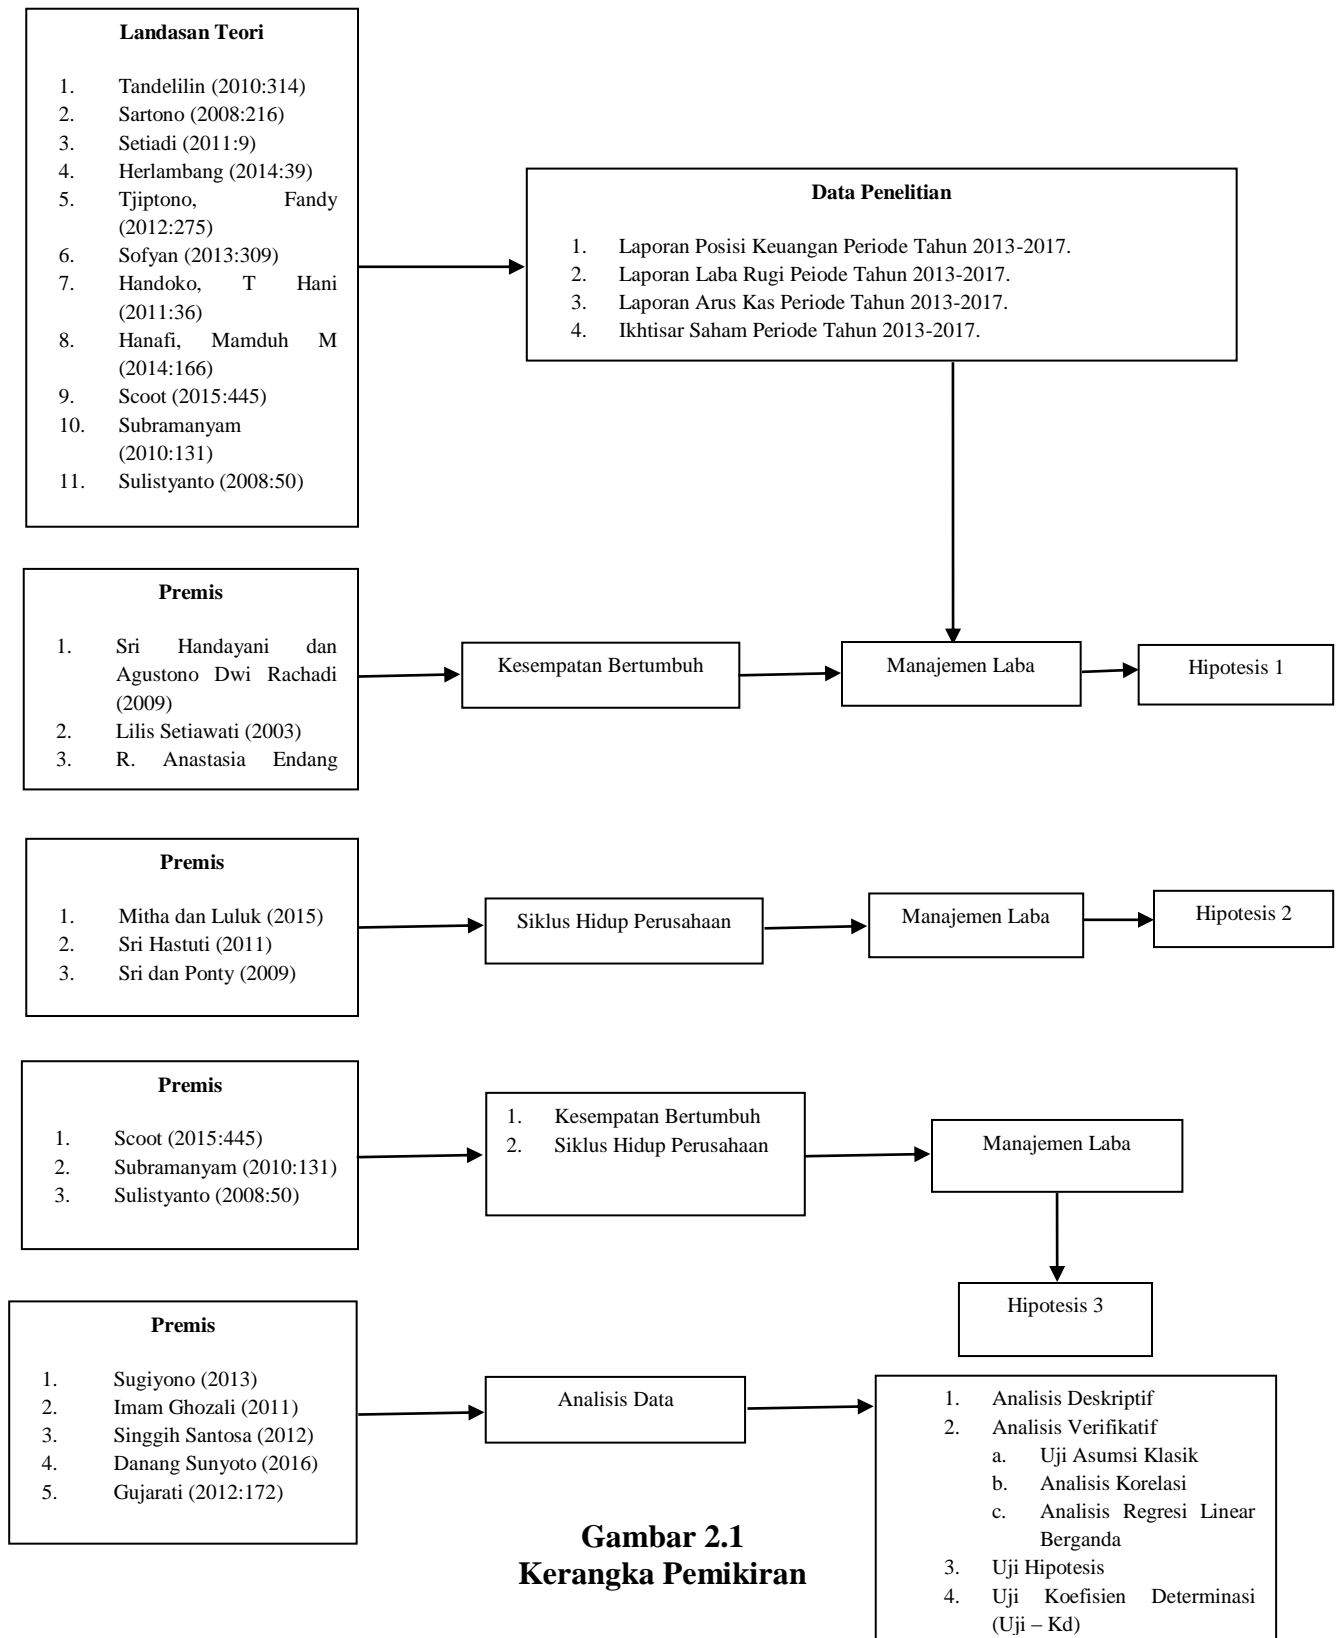 Landasan Teori
1. Tandelilin (2010:314)
2. Sartono (2008:216)
3. Setiadi (2011:9)
4. Herlambang (2014:39)
5. Tjiptono, Fandy
(2012:275)
6. Sofyan (2013:309)
7. Handoko, T Hani
(2011:36)
8. Hanafi, Mamduh M
(2014:166)
9. Scoot (2015:445)
10. Subramanyam
(2010:131)
11. Sulistyanto (2008:50)
Data Penelitian
1. Laporan Posisi Keuangan Periode Tahun 2013-2017.
2. Laporan Laba Rugi Peiode Tahun 2013-2017.
3. Laporan Arus Kas Periode Tahun 2013-2017.
4. Ikhtisar Saham Periode Tahun 2013-2017.
Premis
1. Sri Handayani dan
Agustono Dwi Rachadi
(2009)
2. Lilis Setiawati (2003)
3. R. Anastasia Endang
Kesempatan Bertumbuh
Manajemen Laba
Hipotesis 1
Premis
1. Mitha dan Luluk (2015)
2. Sri Hastuti (2011)
3. Sri dan Ponty (2009)
Siklus Hidup Perusahaan
Manajemen Laba
Hipotesis 2
Premis
1. Scoot (2015:445)
2. Subramanyam (2010:131)
3. Sulistyanto (2008:50)
1. Kesempatan Bertumbuh
2. Siklus Hidup Perusahaan
Manajemen Laba
Hipotesis 3
Premis
1. Sugiyono (2013)
2. Imam Ghozali (2011)
3. Singgih Santosa (2012)
4. Danang Sunyoto (2016)
5. Gujarati (2012:172)
Analisis Data
1. Analisis Deskriptif
2. Analisis Verifikatif
a. Uji Asumsi Klasik
b. Analisis Korelasi
c. Analisis Regresi Linear
Berganda
3. Uji Hipotesis
4. Uji Koefisien Determinasi
(Uji – Kd)
Gambar 2.1
Kerangka Pemikiran